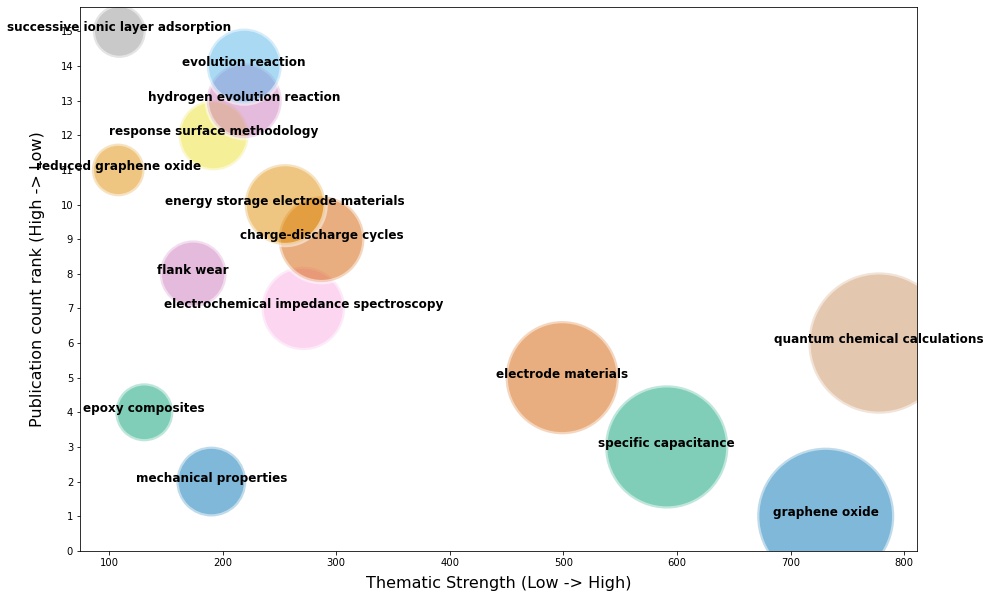 successive ionic layer adsorption
15
evolution reaction
14
hydrogen evolution reaction
13
response surface methodology
12
reduced graphene oxide
11
energy storage electrode materials
10
charge-discharge cycles
9
flank wear
8
electrochemical impedance spectroscopy
7
quantum chemical calculations
6
electrode materials
5
epoxy composites
4
specific capacitance
3
mechanical properties
2
graphene oxide
1
0
Publication count rank (High -> Low)
100 200 300 400 500 600 700 800
Thematic Strength (Low -> High)